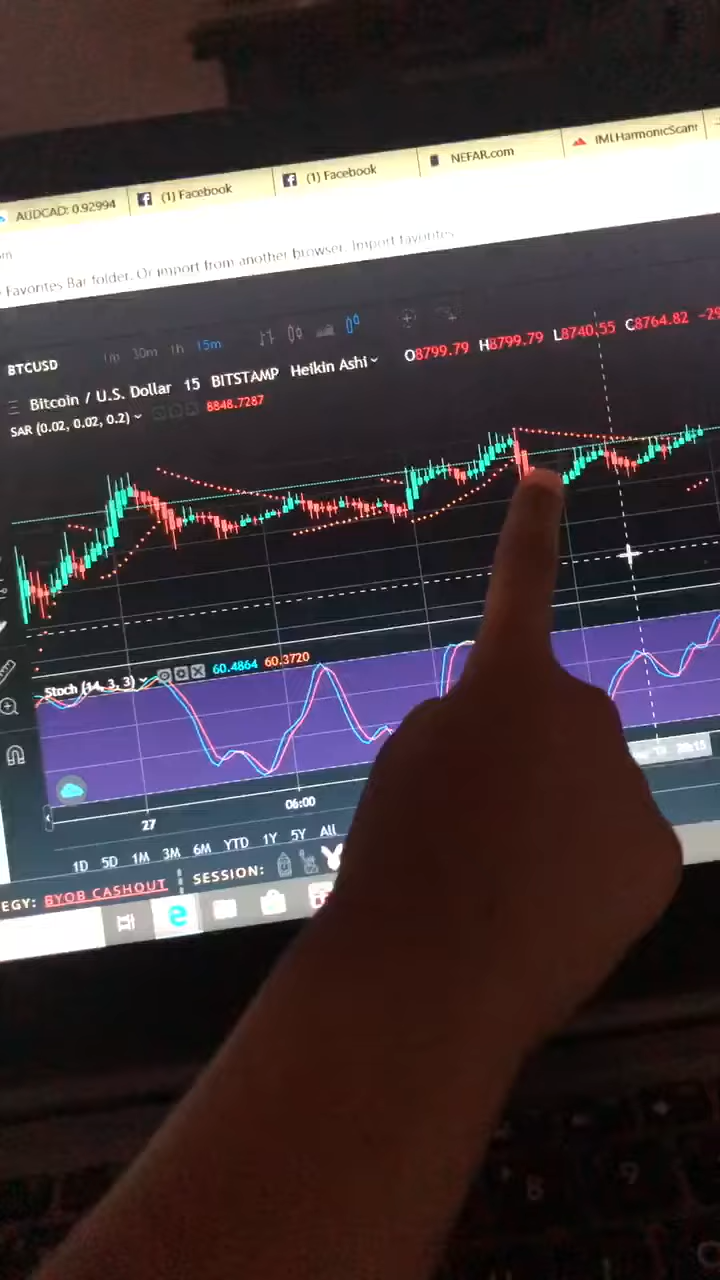 AUDCAD: 0.92994
(1) Facebook
(1) Facebook
NEFAR.com
IMLHarmonicScan
Favorites Bar folder. Or import from another browser. Import favorites
BTCUSD
1m 30m 1h 15m
Bitcoin / U.S. Dollar 15 BITSTAMP Heikin Ashi
O8799.79 H8799.79 L8740.55 C8764.82
SAR (0.02, 0.02, 0.2) 8848.7287
Stoch (14, 3, 3) 60.4864 60.3720
27
06:00
20:15
1D 5D 1M 3M 6M YTD 1Y 5Y All
EGY: BYOB CASHOUT SESSION: